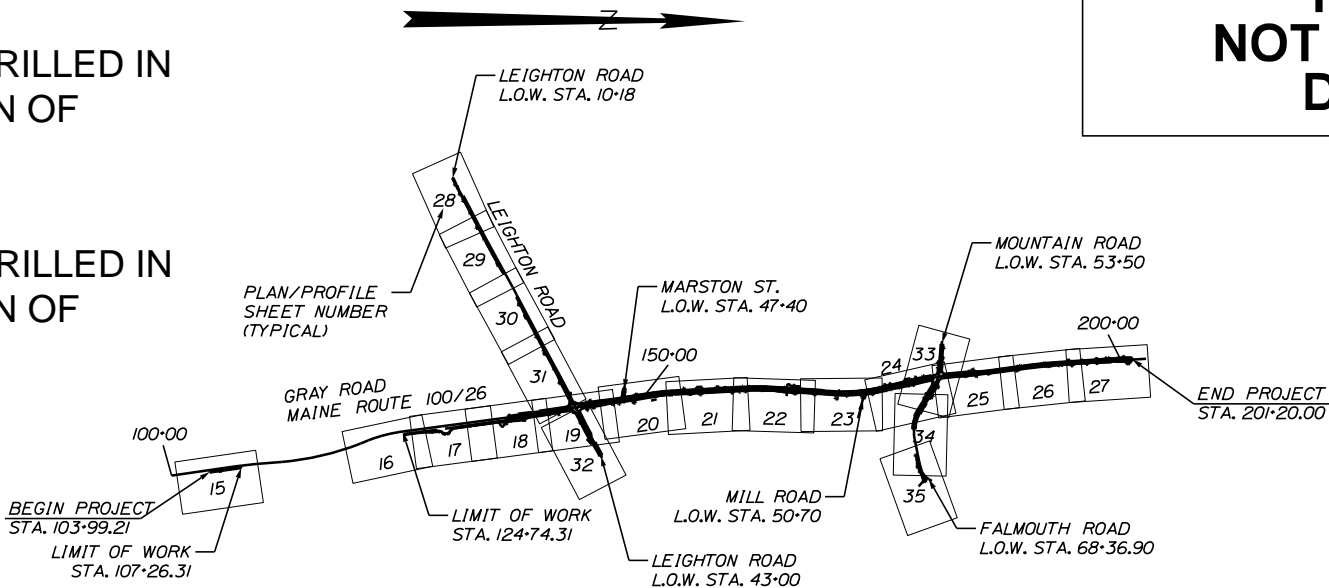 RILLED IN
N OF
RILLED IN
N OF
NOT
D
Z
LEIGHTON ROAD
L.O.W. STA. 10+18
28
PLAN/PROFILE
SHEET NUMBER
(TYPICAL)
29
LEIGHTON ROAD
30
31
MARSTON ST.
L.O.W. STA. 47+40
150+00
MOUNTAIN ROAD
L.O.W. STA. 53+50
200+00
GRAY ROAD
MAINE ROUTE 100/26
100+00
15
16
17
18
19
20
21
22
23
24
33
25
26
27
32
34
35
END PROJECT
STA. 201+20.00
BEGIN PROJECT
STA. 103+99.21
LIMIT OF WORK
STA. 107+26.31
LIMIT OF WORK
STA. 124+74.31
MILL ROAD
L.O.W. STA. 50+70
LEIGHTON ROAD
L.O.W. STA. 43+00
FALMOUTH ROAD
L.O.W. STA. 68+36.90